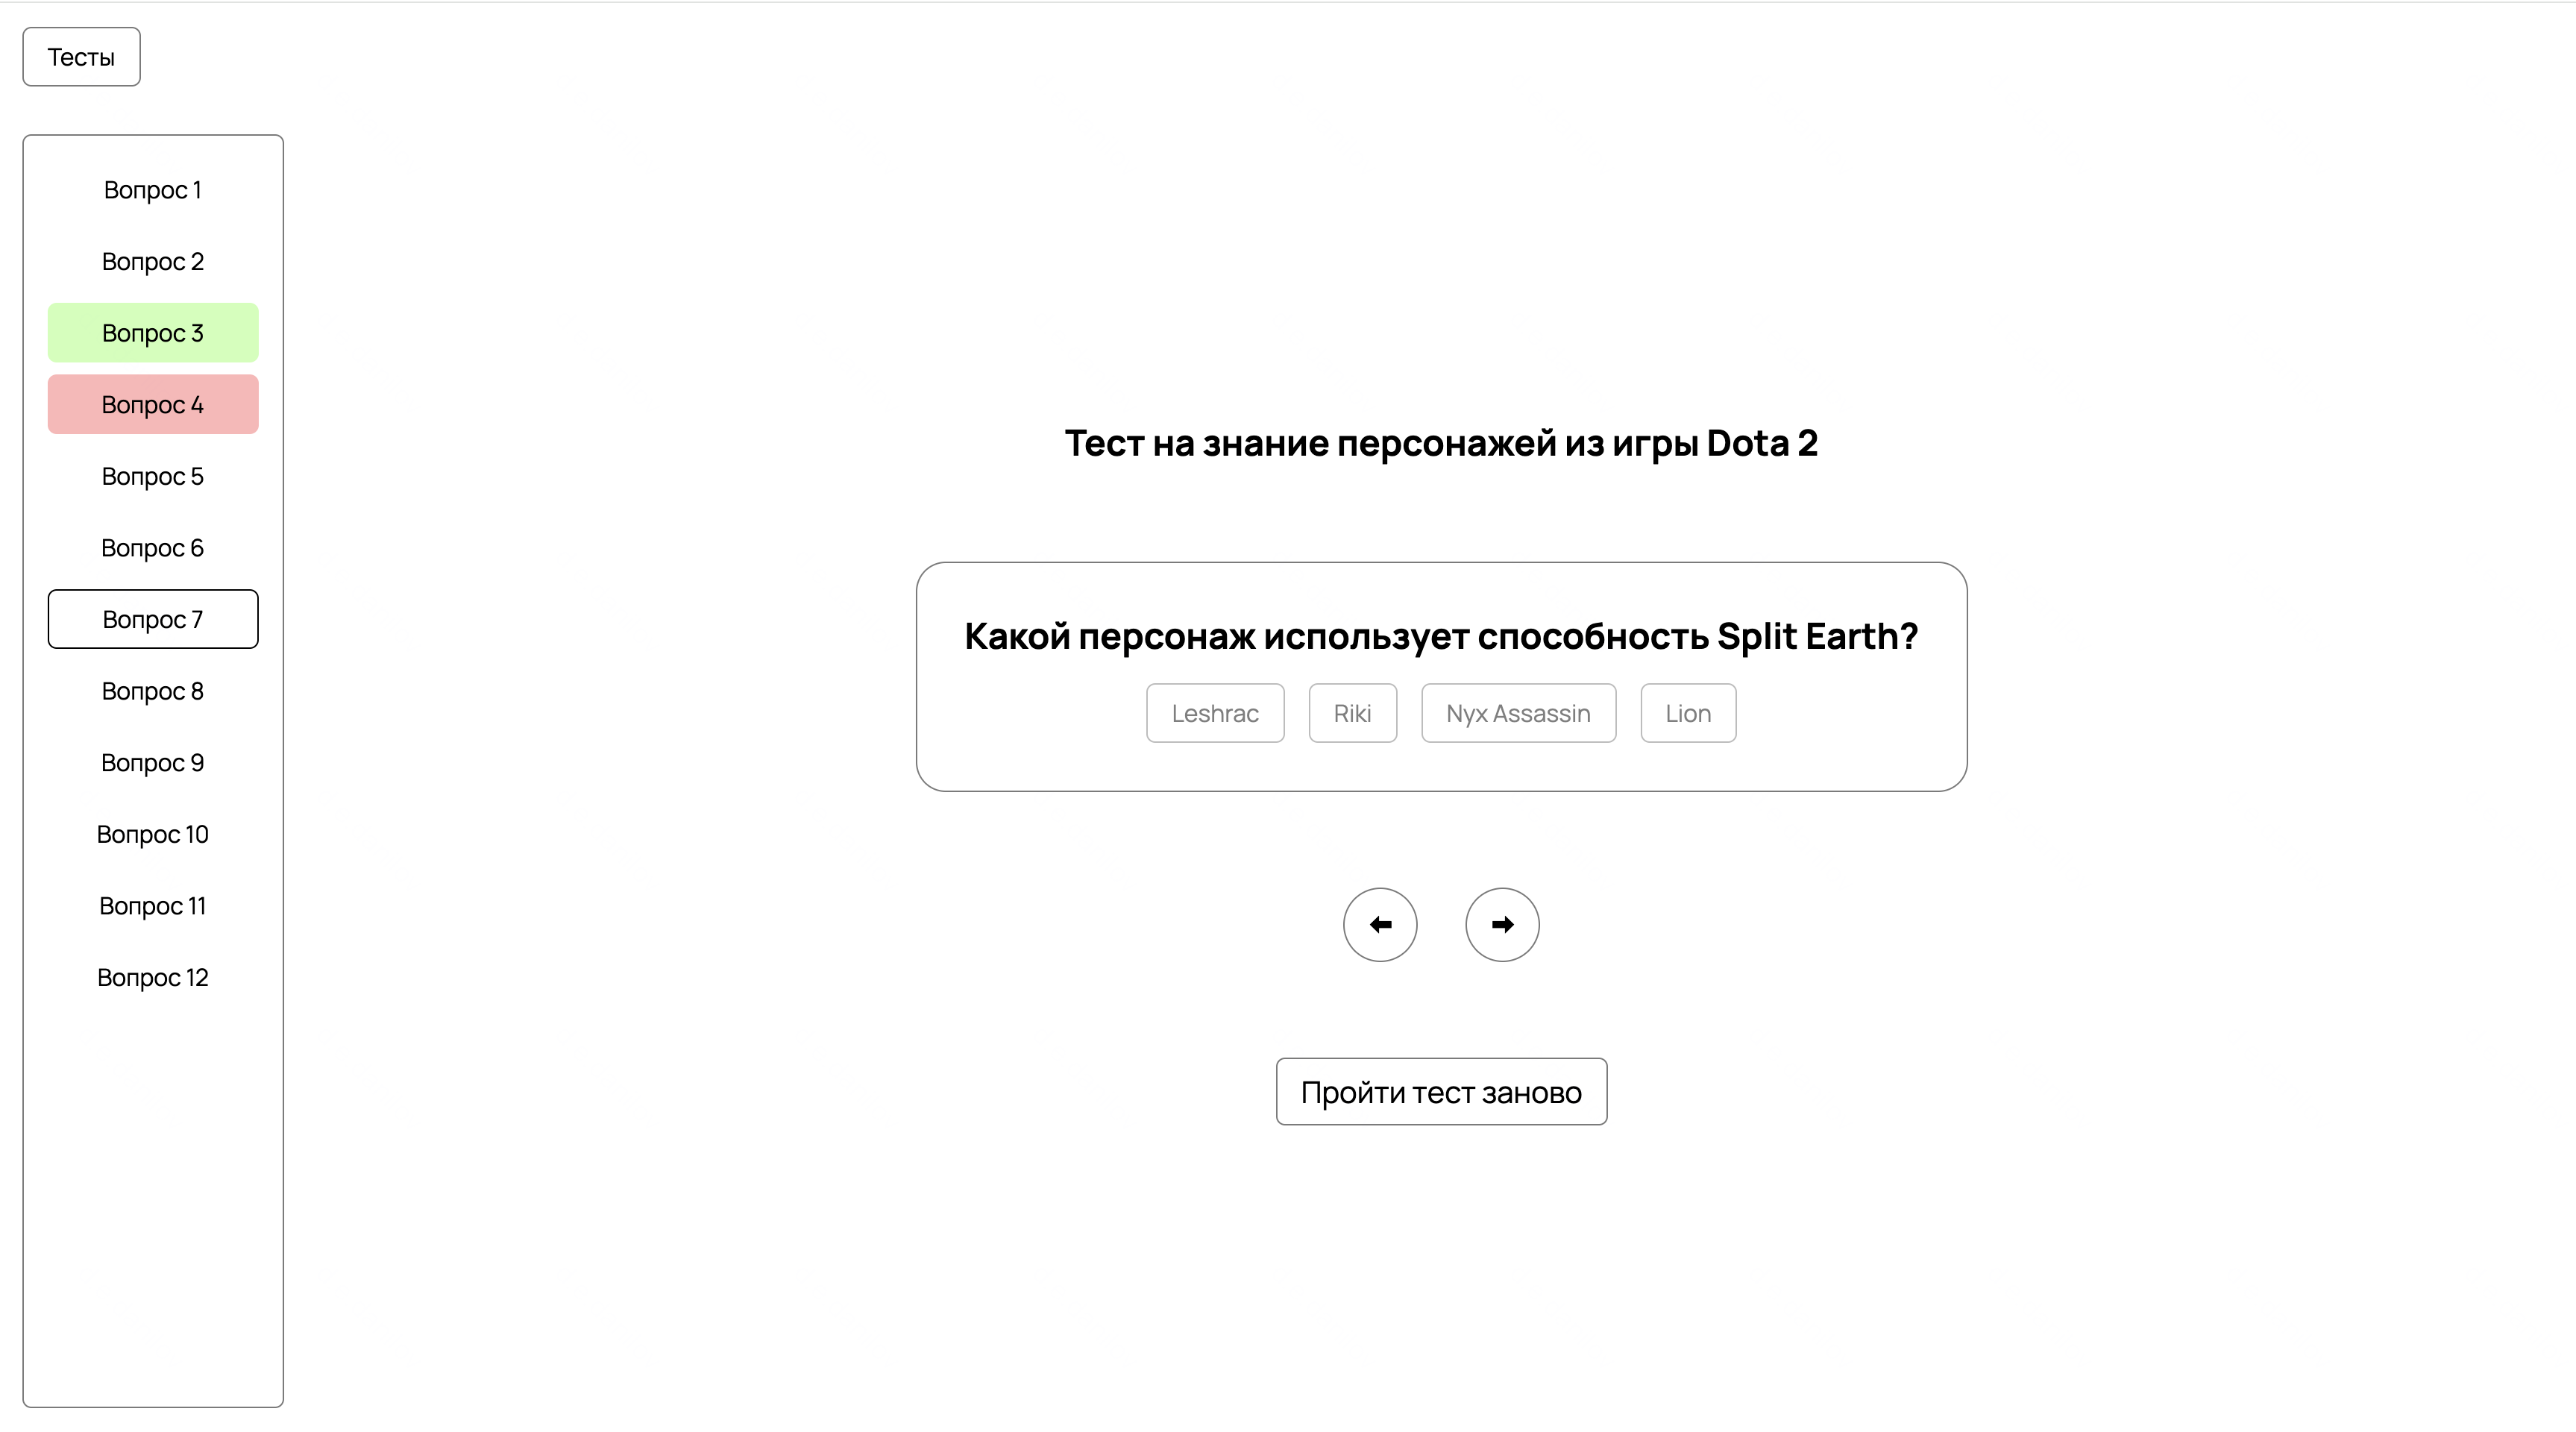 Тесты
Вопрос 1
Вопрос 2
Вопрос 3
Вопрос 4
Вопрос 5
Вопрос 6
Вопрос 7
Вопрос 8
Вопрос 9
Вопрос 10
Вопрос 11
Вопрос 12
Тест на знание персонажей из игры Dota 2
Какой персонаж использует способность Split Earth?
Leshrac Riki Nyx Assassin Lion
Пройти тест заново